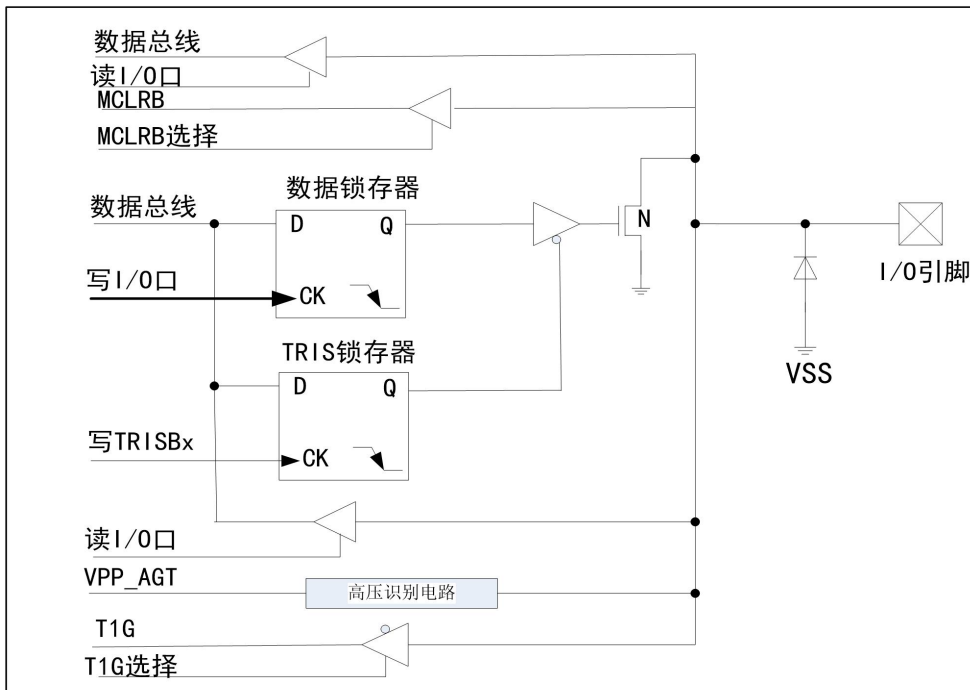 数据总线
读I/O口
MCLRB
MCLRB选择
数据总线
数据锁存器
D
Q
N
I/O引脚
写I/O口
CK
VSS
TRIS锁存器
D
Q
写TRISBx
CK
读I/O口
VPP_AGT
高压识别电路
T1G
T1G选择